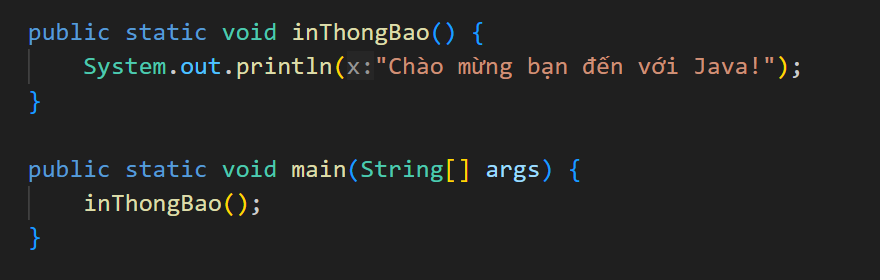 public static void inThongBao() {
    System.out.println(x:"Chào mừng bạn đến với Java!");
}

public static void main(String[] args) {
    inThongBao();
}